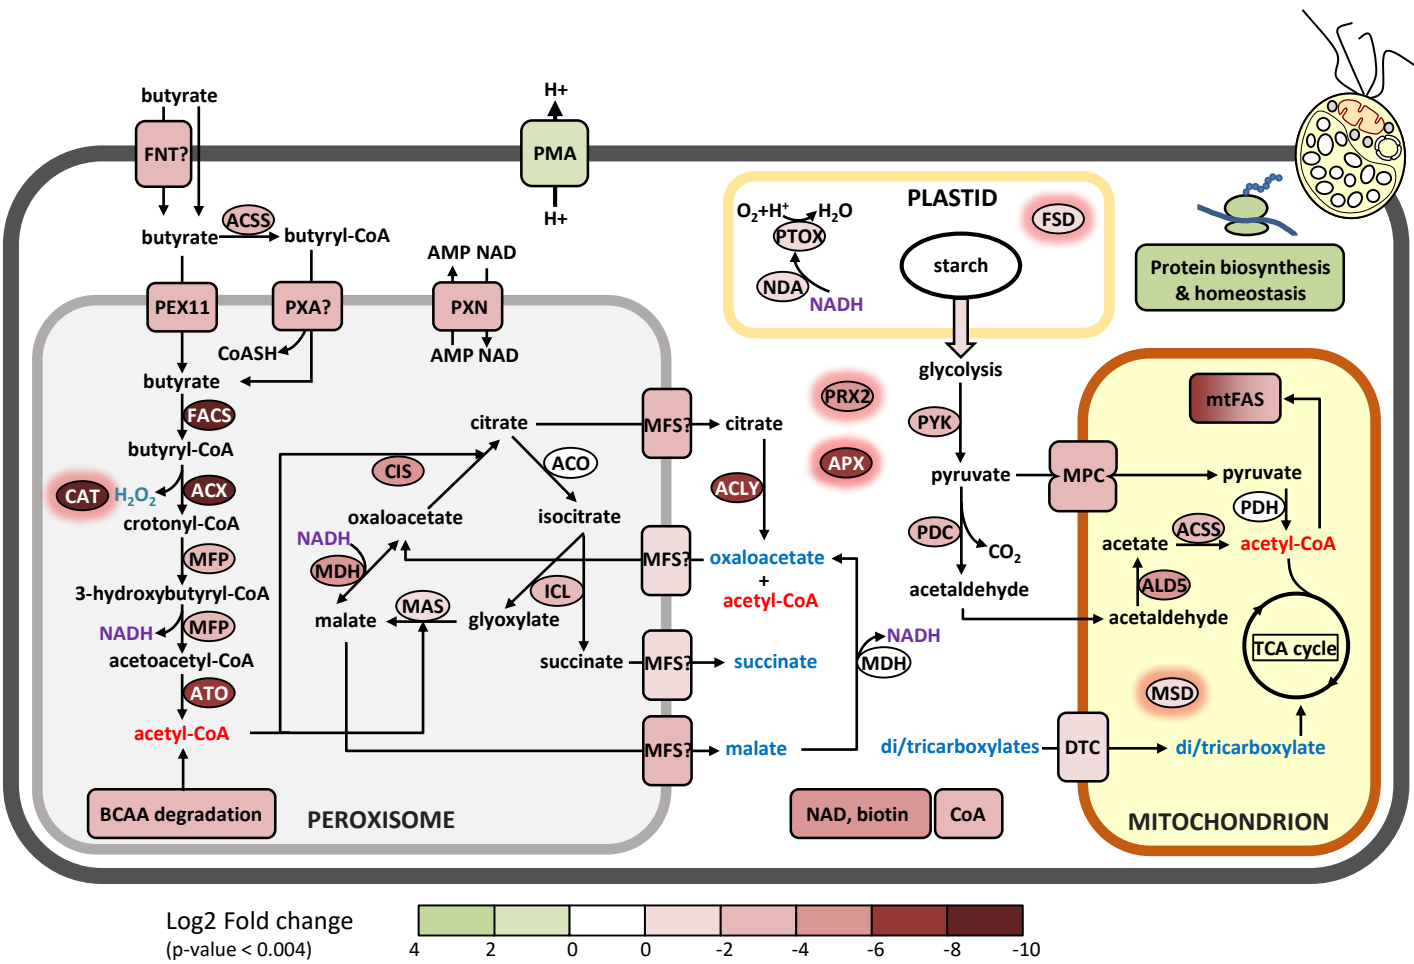 butyrate
FNT?
ACSS
butyrate
butyryl-CoA
H+
PMA
H+
AMP NAD
PEX11
PXA?
PXN
CoASH
AMP NAD
butyrate
FACS
butyryl-CoA
CAT
H2O2
ACX
crotonyl-CoA
MFP
3-hydroxybutyryl-CoA
NADH
MFP
acetoacetyl-CoA
ATO
acetyl-CoA
BCAA degradation
PEROXISOME
citrate
CIS
ACO
oxaloacetate
isocitrate
NADH
MDH
MAS
ICL
malate
glyoxylate
succinate
MFS?
citrate
ACLY
MFS?
oxaloacetate
+
acetyl-CoA
MFS?
succinate
NADH
MDH
MFS?
malate
PLASTID
O2+H+
H2O
PTOX
NDA
NADH
FSD
starch
glycolysis
PRX2
PYK
APX
pyruvate
MPC
PDC
CO2
acetaldehyde
di/tricarboxylates
DTC
NAD, biotin
CoA
Protein biosynthesis
& homeostasis
mtFAS
pyruvate
PDH
ACSS
acetate
acetyl-CoA
ALD5
acetaldehyde
TCA cycle
MSD
di/tricarboxylate
MITOCHONDRION
Log2 Fold change
(p-value < 0.004)
4 2 0 0 -2 -4 -6 -8 -10